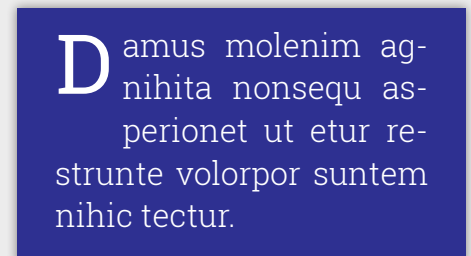 Damus molenim ag-
nihita nonsequ as-
perionet ut etur re-
strunte volorpor suntem
nihic tectur.